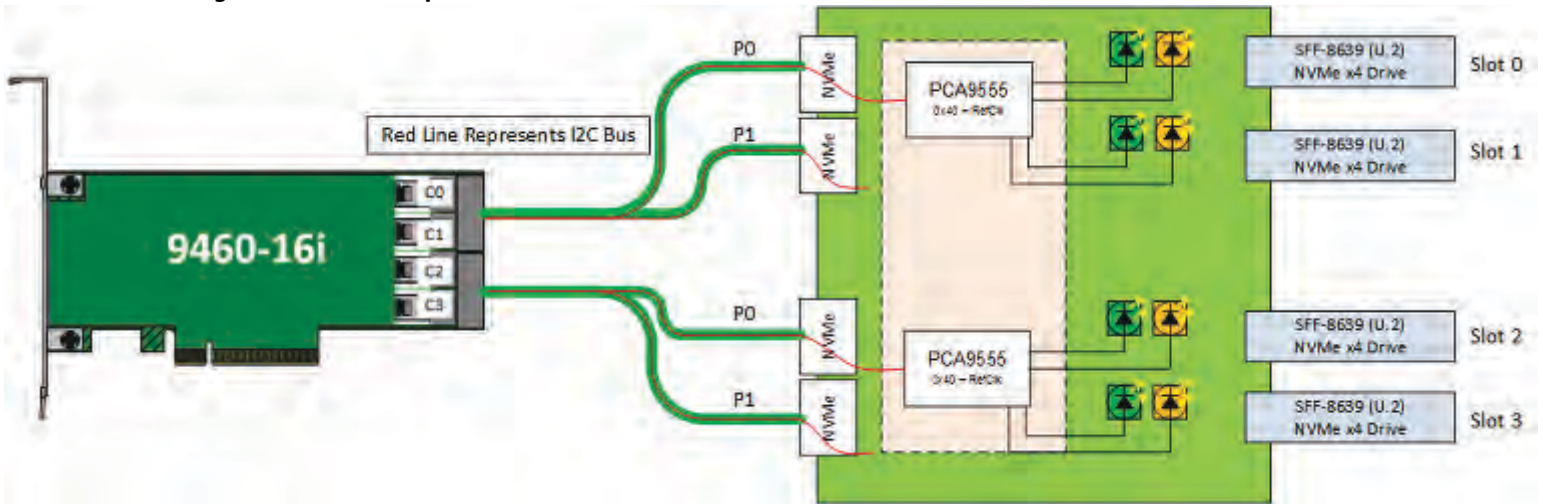 P0
NVMe
PCA9555
0x40 – RefClk
SFF-8639 (U.2)
NVMe x4 Drive
Slot 0
Red Line Represents I2C Bus
P1
NVMe
SFF-8639 (U.2)
NVMe x4 Drive
Slot 1
9460-16i
C0
C1
C2
C3
P0
NVMe
PCA9555
0x40 – RefClk
SFF-8639 (U.2)
NVMe x4 Drive
Slot 2
P1
NVMe
SFF-8639 (U.2)
NVMe x4 Drive
Slot 3